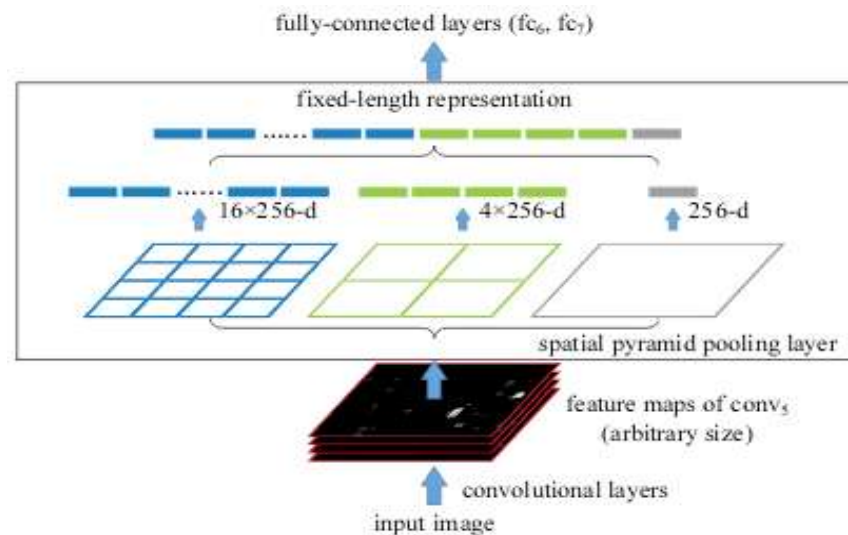 fully-connected layers (fc₆, fc₇)
fixed-length representation
16×256-d
4×256-d
256-d
spatial pyramid pooling layer
feature maps of conv₅
(arbitrary size)
convolutional layers
input image